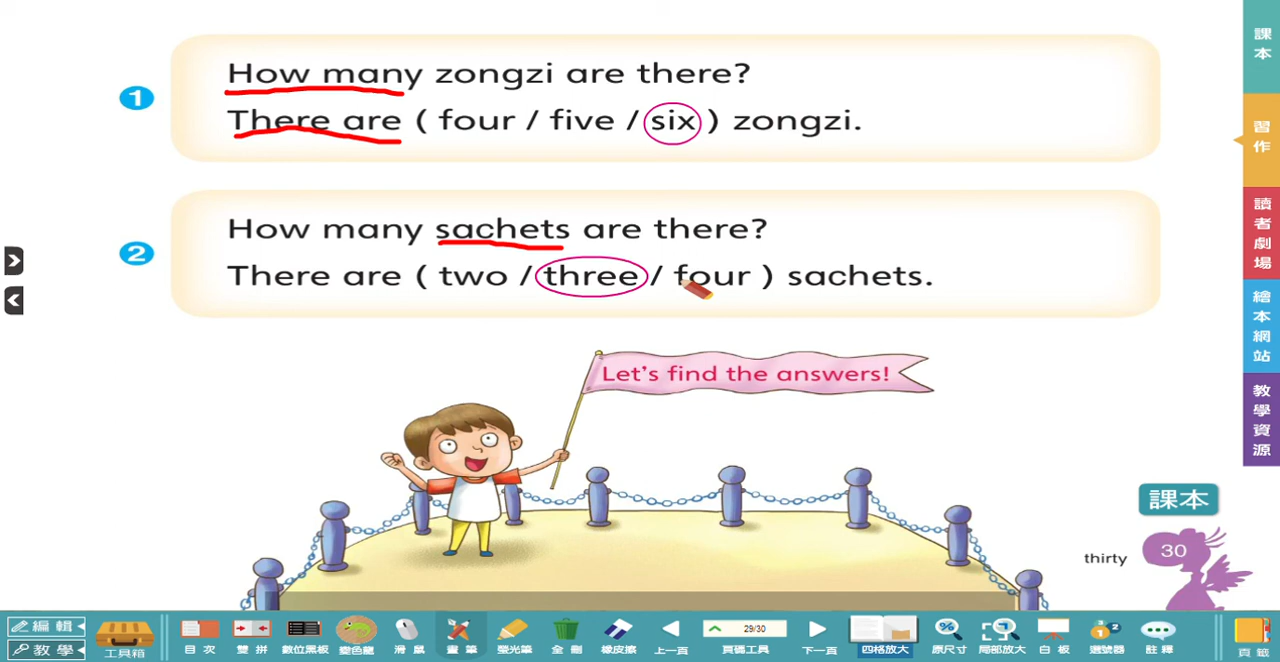 1
How many zongzi are there?
There are ( four / five / six ) zongzi.
2
How many sachets are there?
There are ( two / three / four ) sachets.
Let's find the answers!
課本
習作
讀者劇場
繪本網站
教學資源
課本
thirty 30
編輯
教學
工具箱
目次
雙拼
數位黑板
變色龍
滑鼠
畫筆
螢光筆
全刪
橡皮擦
上一頁
29/30
頁碼工具
下一頁
四格放大
原尺寸
局部放大
白板
選號器
註釋
頁籤